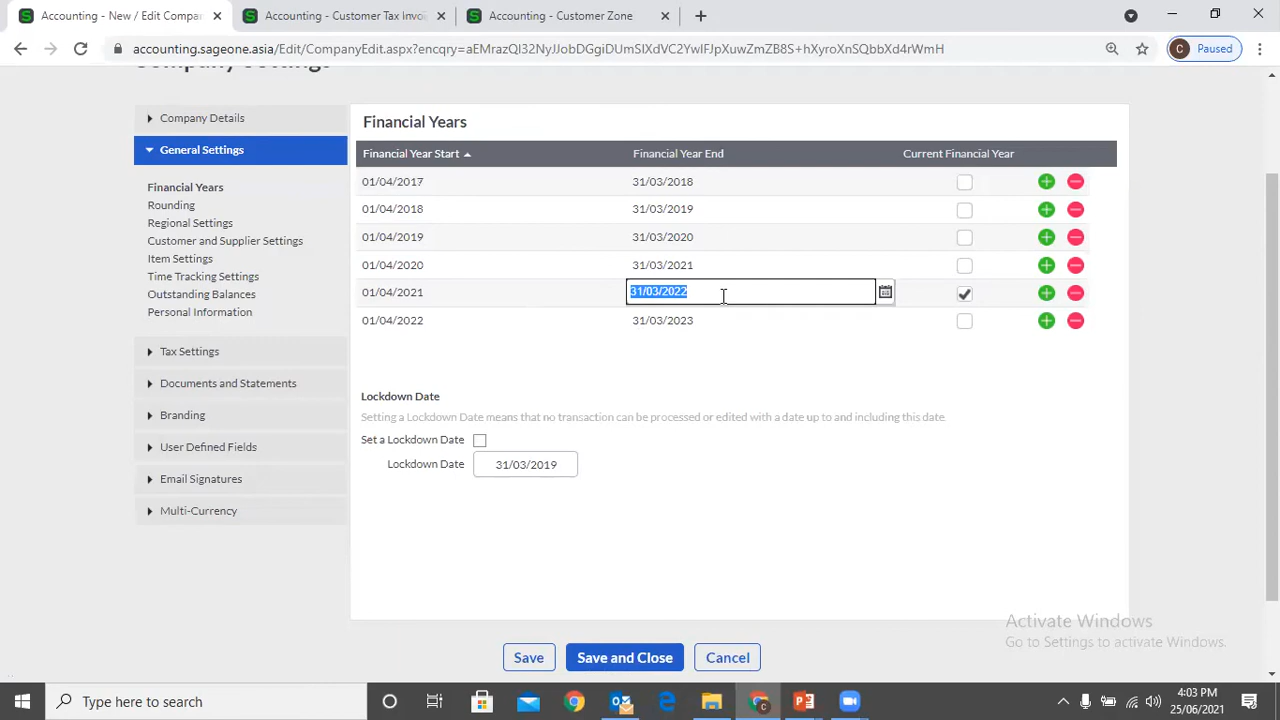 Accounting - New / Edit Compa
Accounting - Customer Tax Invoi
Accounting - Customer Zone
accounting.sageone.asia/Edit/CompanyEdit.aspx?encqry=aEMrazQI32NyJJobDGgiDUmSIXdVC2YwIFJpXuwZmZB8S+hXyroXnSQbbXd4rWmH
C
Paused
Company Settings
Company Details
General Settings
Financial Years
Rounding
Regional Settings
Customer and Supplier Settings
Item Settings
Time Tracking Settings
Outstanding Balances
Personal Information
Tax Settings
Documents and Statements
Branding
User Defined Fields
Email Signatures
Multi-Currency
Financial Years
Financial Year Start Financial Year End Current Financial Year
01/04/2017 31/03/2018
01/04/2018 31/03/2019
01/04/2019 31/03/2020
01/04/2020 31/03/2021
01/04/2021 31/03/2022
01/04/2022 31/03/2023
Lockdown Date
Setting a Lockdown Date means that no transaction can be processed or edited with a date up to and including this date.
Set a Lockdown Date
Lockdown Date 31/03/2019
Activate Windows
Go to Settings to activate Windows.
Save Save and Close Cancel
Type here to search
4:03 PM
25/06/2021